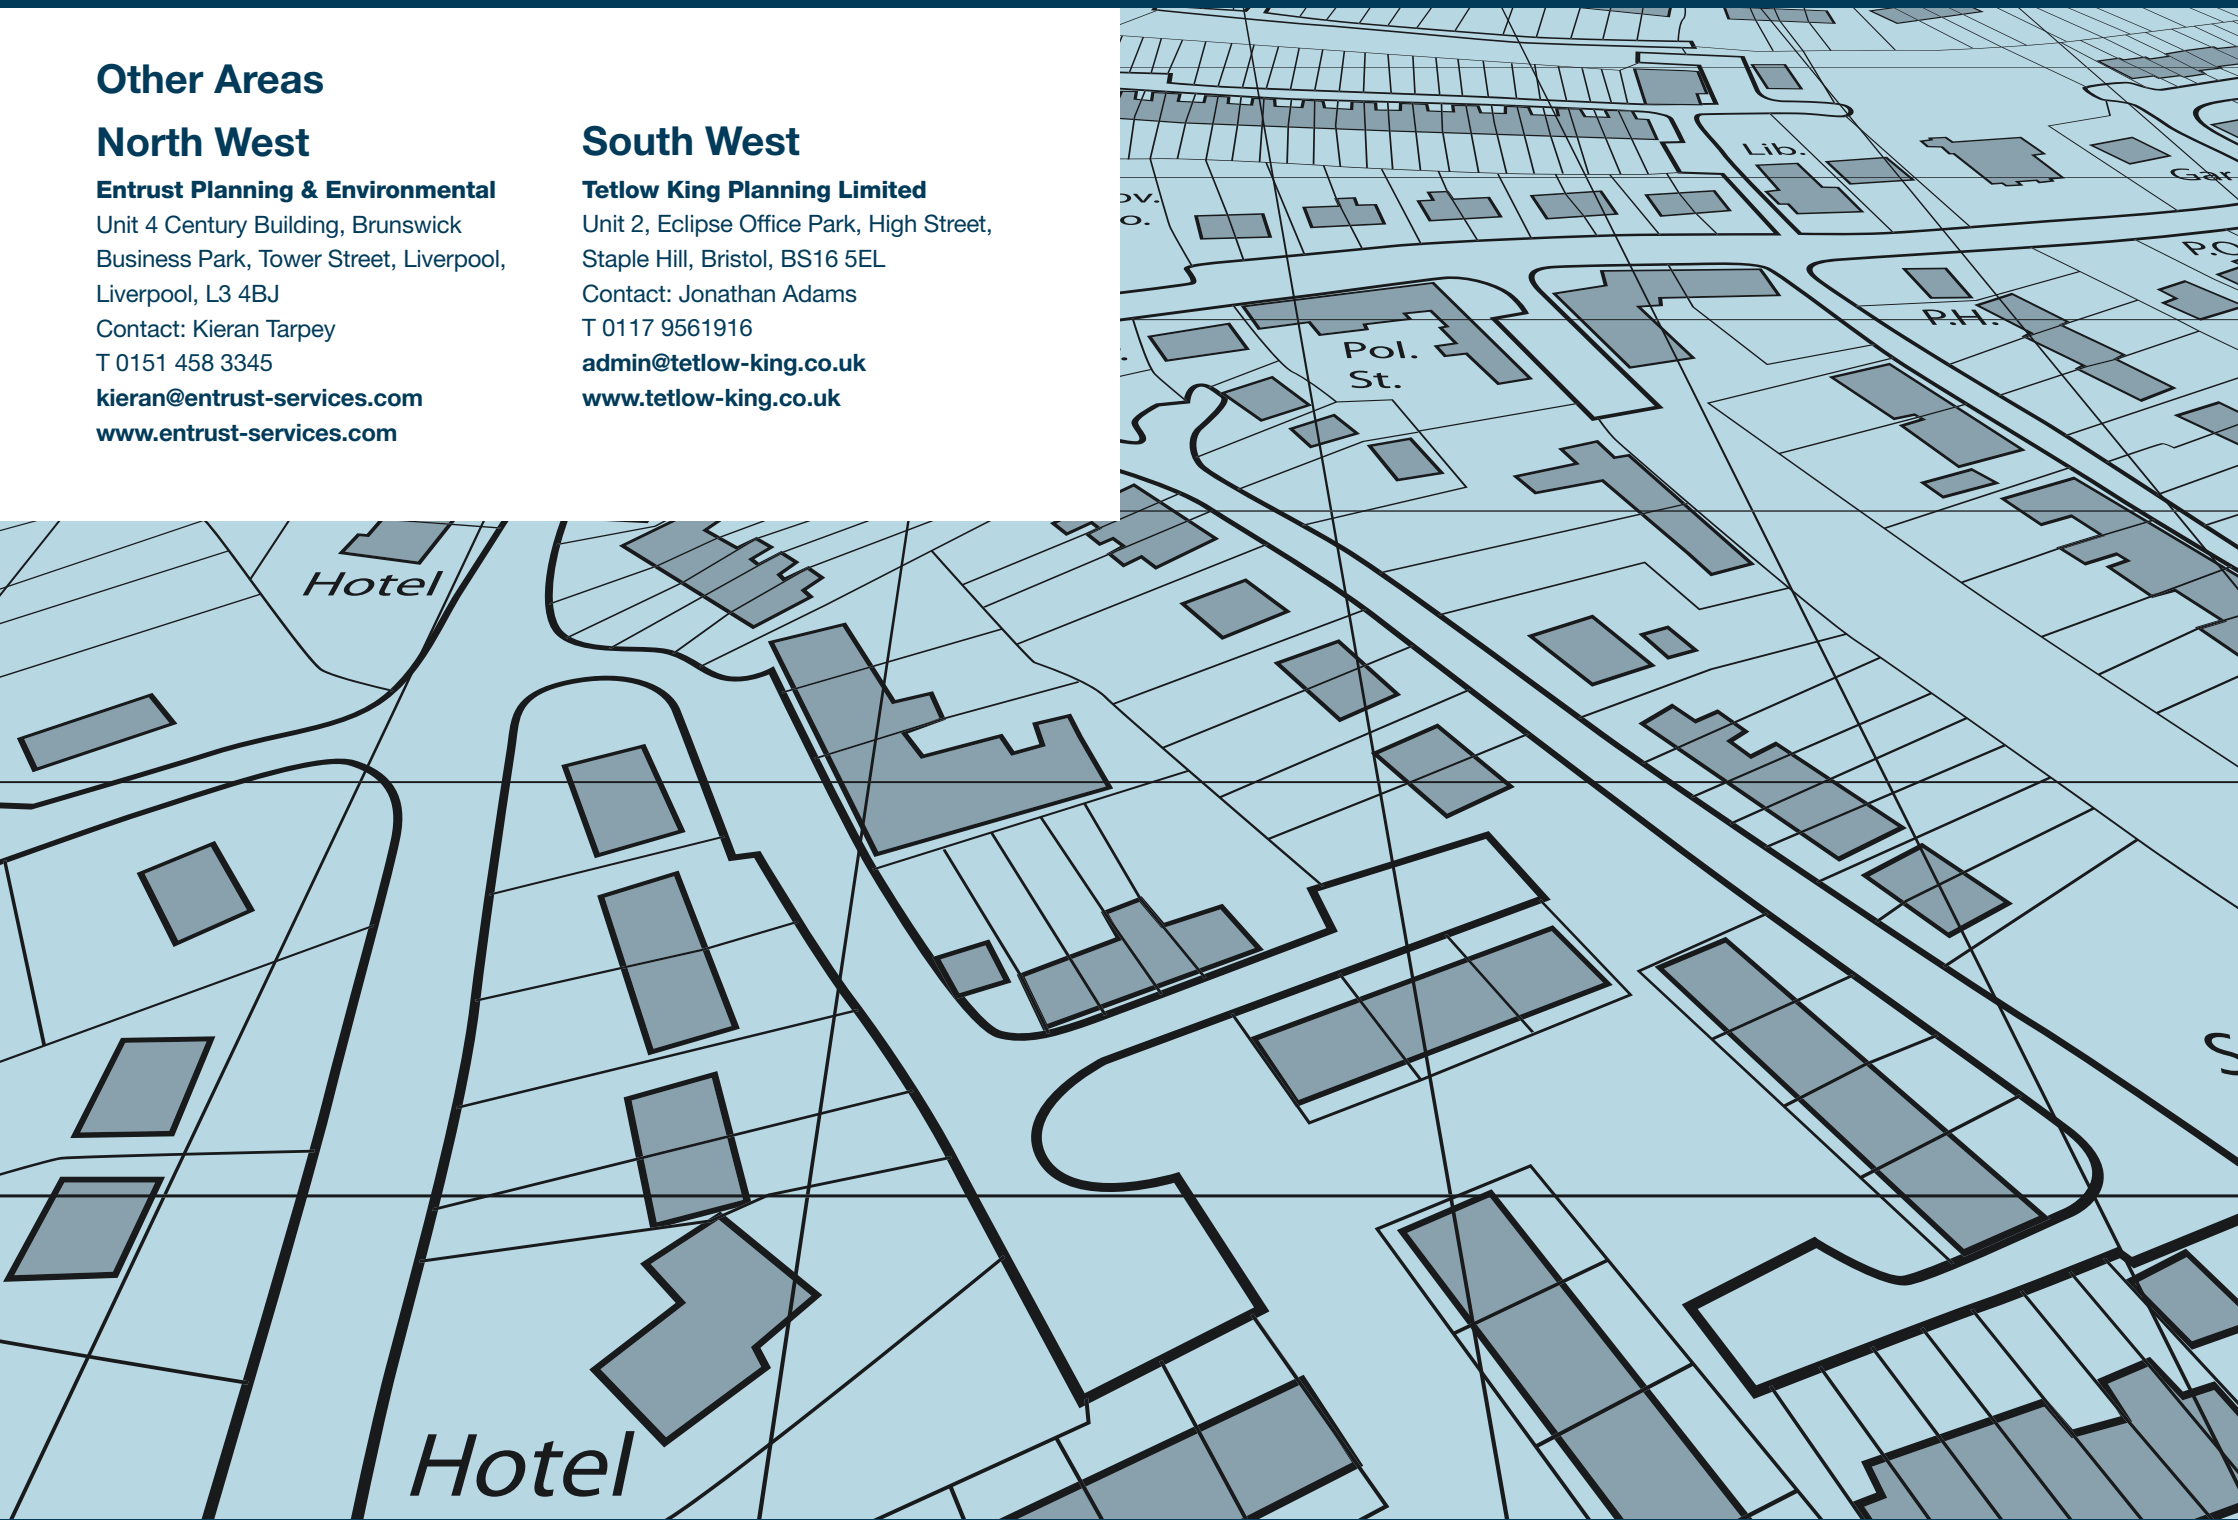 Other Areas
North West
Entrust Planning & Environmental
Unit 4 Century Building, Brunswick
Business Park, Tower Street, Liverpool,
Liverpool, L3 4BJ
Contact: Kieran Tarpey
T 0151 458 3345
kieran@entrust-services.com
www.entrust-services.com
South West
Tetlow King Planning Limited
Unit 2, Eclipse Office Park, High Street,
Staple Hill, Bristol, BS16 5EL
Contact: Jonathan Adams
T 0117 9561916
admin@tetlow-king.co.uk
www.tetlow-king.co.uk
Lib.
Gar
P.H.
Pol.
St.
Hotel
Hotel